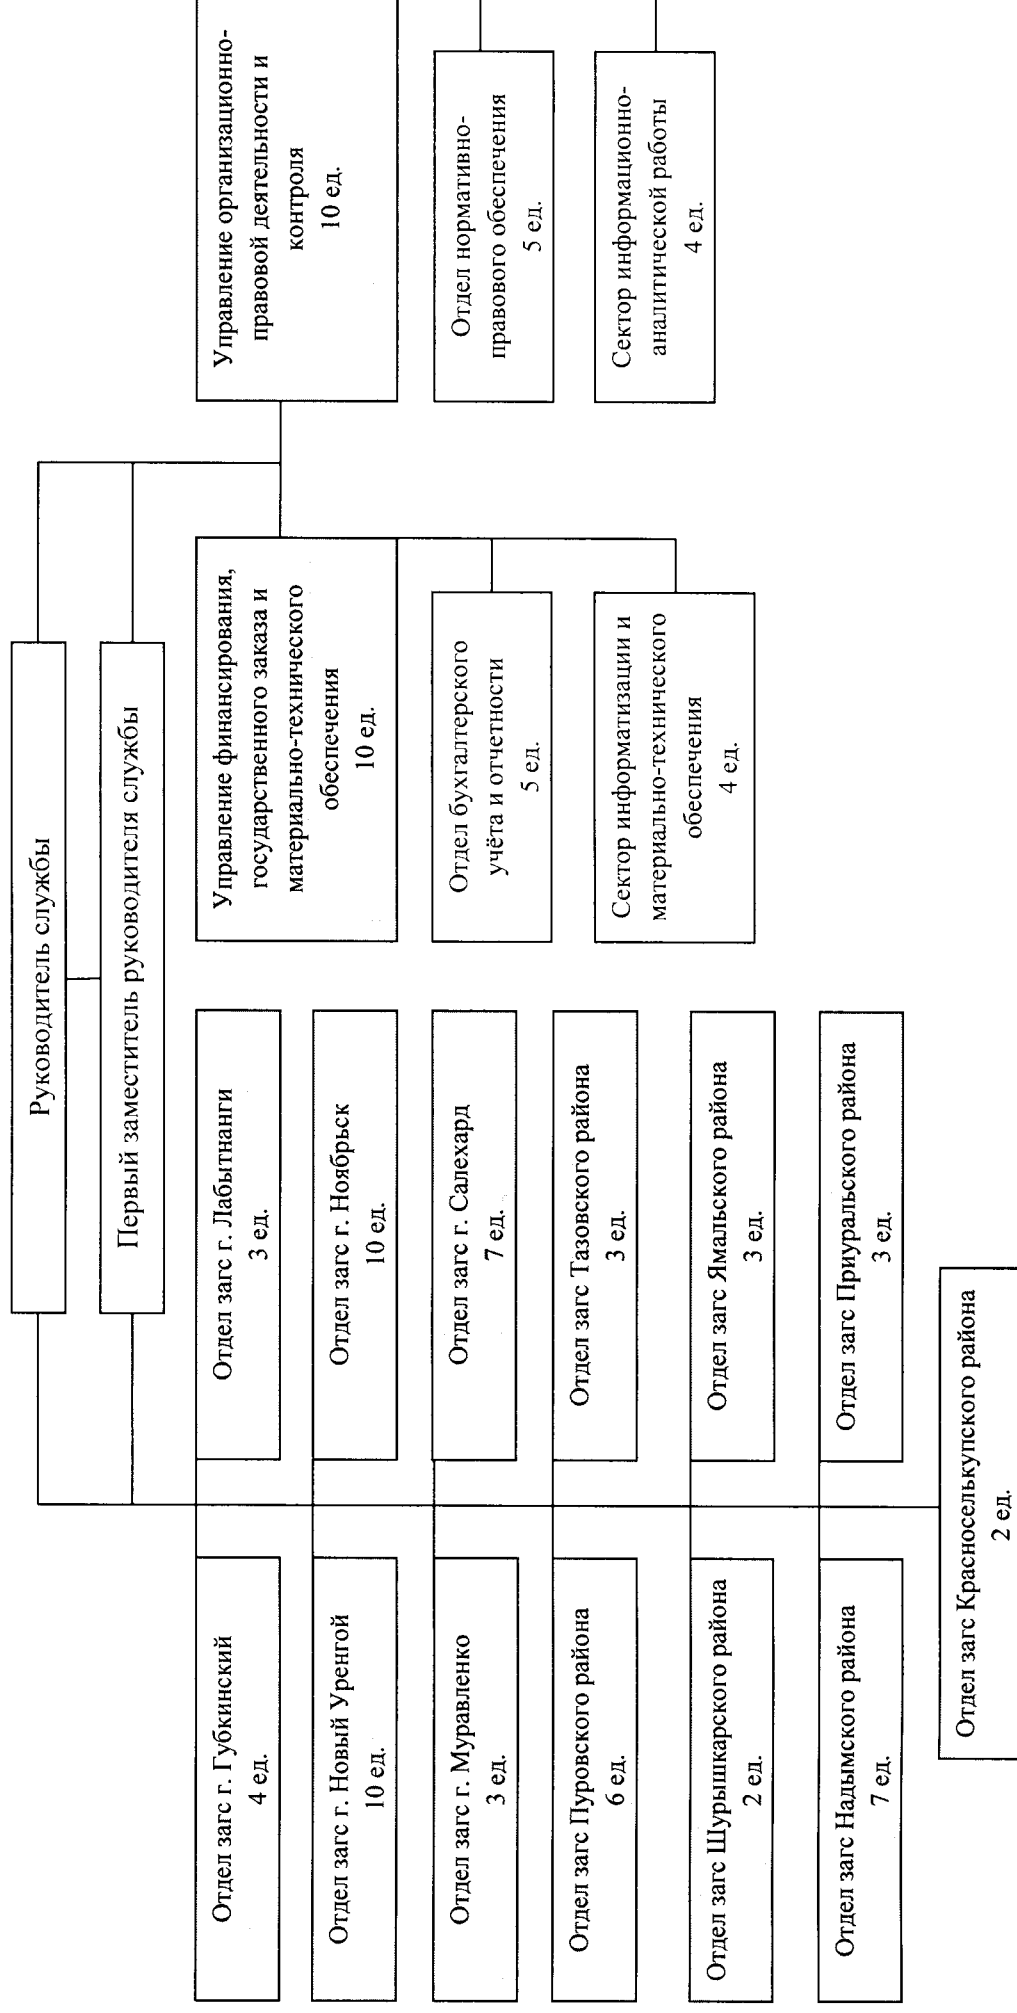 Руководитель службы
Первый заместитель руководителя службы
Отдел загс г. Губкинский
4 ед.
Отдел загс г. Лабытнанги
3 ед.
Управление финансирования,
государственного заказа и
материально-технического
обеспечения
10 ед.
Управление организационно-
правовой деятельности и
контроля
10 ед.
Отдел загс г. Новый Уренгой
10 ед.
Отдел загс г. Ноябрьск
10 ед.
Отдел загс г. Муравленко
3 ед.
Отдел загс г. Салехард
7 ед.
Отдел бухгалтерского
учёта и отчетности
5 ед.
Отдел нормативно-
правового обеспечения
5 ед.
Отдел загс Пуровского района
6 ед.
Отдел загс Тазовского района
3 ед.
Сектор информатизации и
материально-технического
обеспечения
4 ед.
Сектор информационно-
аналитической работы
4 ед.
Отдел загс Шурышкарского района
2 ед.
Отдел загс Ямальского района
3 ед.
Отдел загс Надымского района
7 ед.
Отдел загс Приуральского района
3 ед.
Отдел загс Красноселькупского района
2 ед.